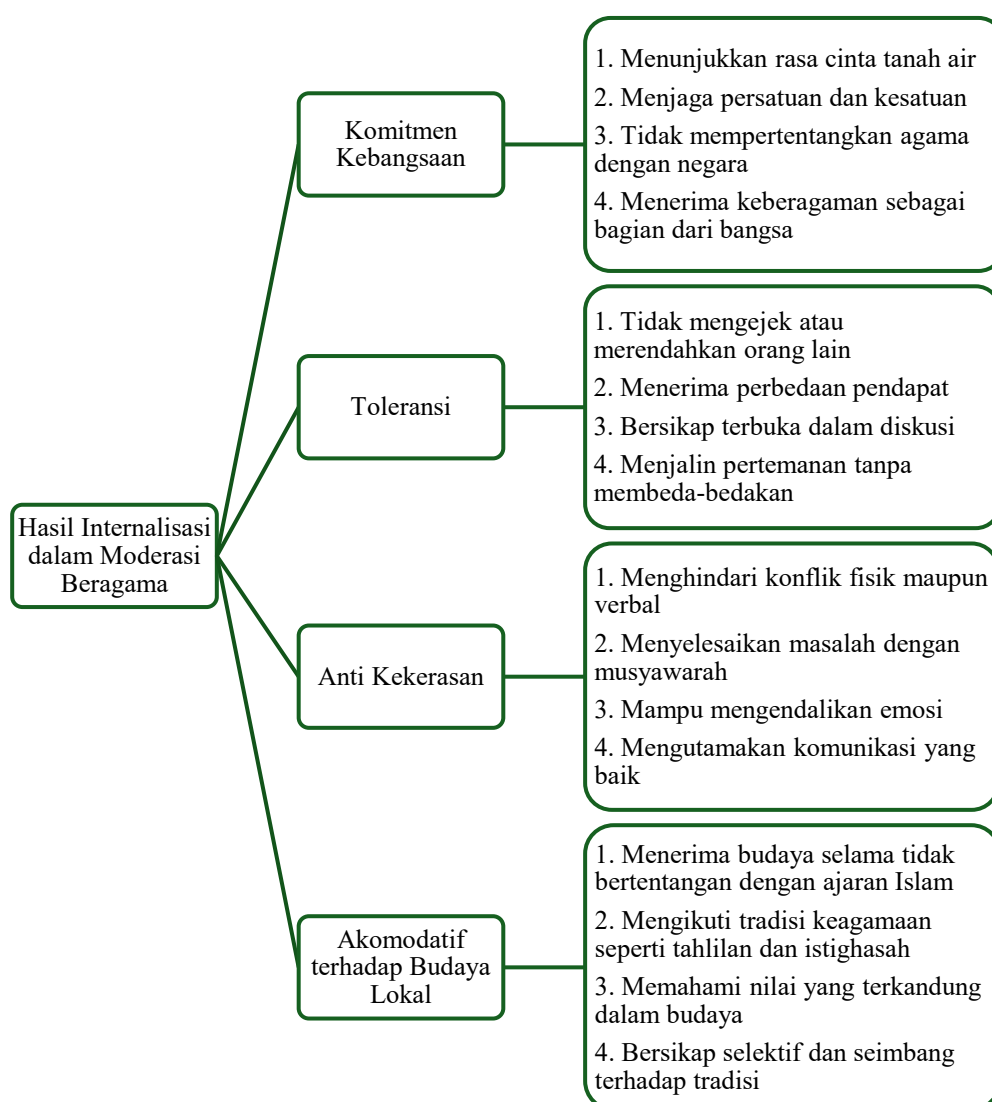 Hasil Internalisasi
dalam Moderasi
Beragama
Komitmen
Kebangsaan
1. Menunjukkan rasa cinta tanah air
2. Menjaga persatuan dan kesatuan
3. Tidak mempertentangkan agama
dengan negara
4. Menerima keberagaman sebagai
bagian dari bangsa
Toleransi
1. Tidak mengejek atau
merendahkan orang lain
2. Menerima perbedaan pendapat
3. Bersikap terbuka dalam diskusi
4. Menjalin pertemanan tanpa
membeda-bedakan
Anti Kekerasan
1. Menghindari konflik fisik maupun
verbal
2. Menyelesaikan masalah dengan
musyawarah
3. Mampu mengendalikan emosi
4. Mengutamakan komunikasi yang
baik
Akomodatif
terhadap Budaya
Lokal
1. Menerima budaya selama tidak
bertentangan dengan ajaran Islam
2. Mengikuti tradisi keagamaan
seperti tahlilan dan istighasah
3. Memahami nilai yang terkandung
dalam budaya
4. Bersikap selektif dan seimbang
terhadap tradisi